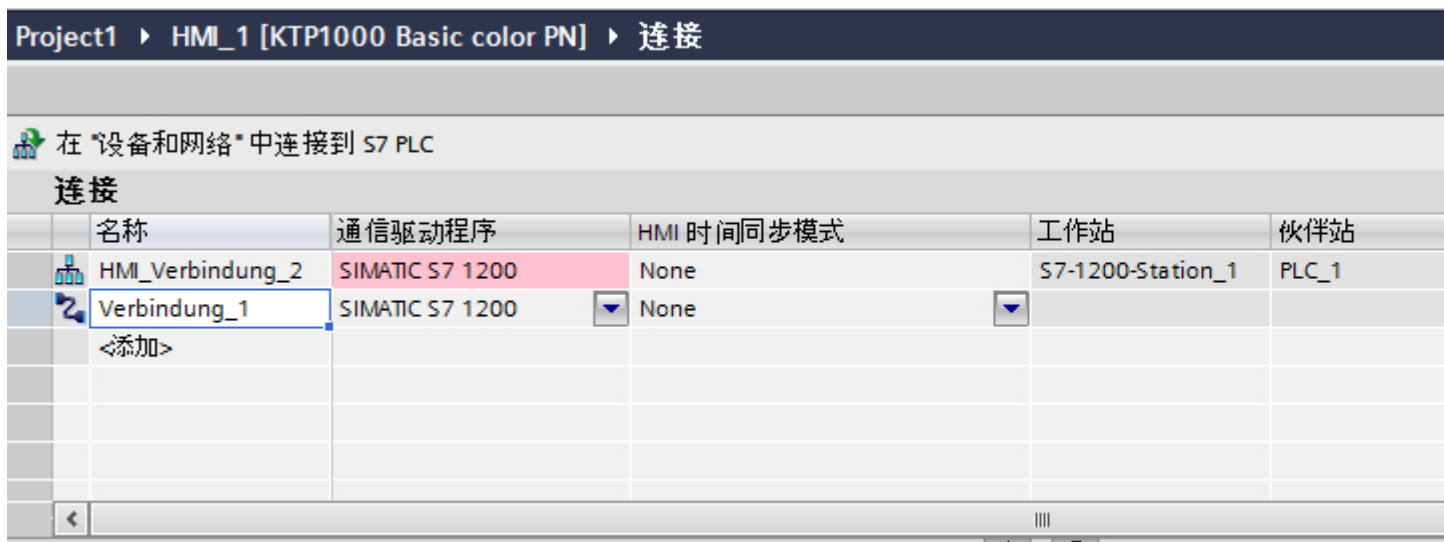 Project1 ▸ HMI_1 [KTP1000 Basic color PN] ▸ 连接
在 "设备和网络" 中连接到 S7 PLC
连接
名称 通信驱动程序 HMI 时间同步模式 工作站 伙伴站
HMI_Verbindung_2 SIMATIC S7 1200 None S7-1200-Station_1 PLC_1
Verbindung_1 SIMATIC S7 1200 None
<添加>